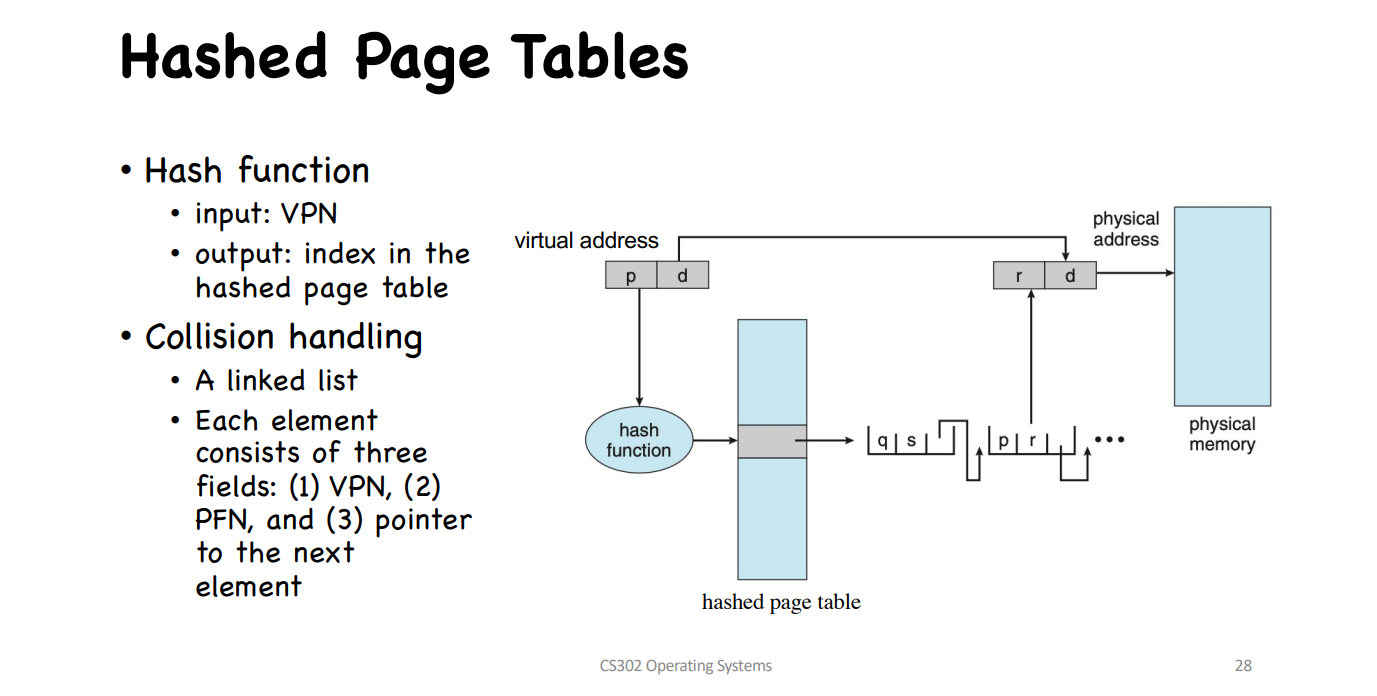 Hashed Page Tables
• Hash function
• input: VPN
• output: index in the
hashed page table
• Collision handling
• A linked list
• Each element
consists of three
fields: (1) VPN, (2)
PFN, and (3) pointer
to the next
element
virtual address
p d
hash
function
hashed page table
q s
p r
•••
r d
physical
address
physical
memory
CS302 Operating Systems
28